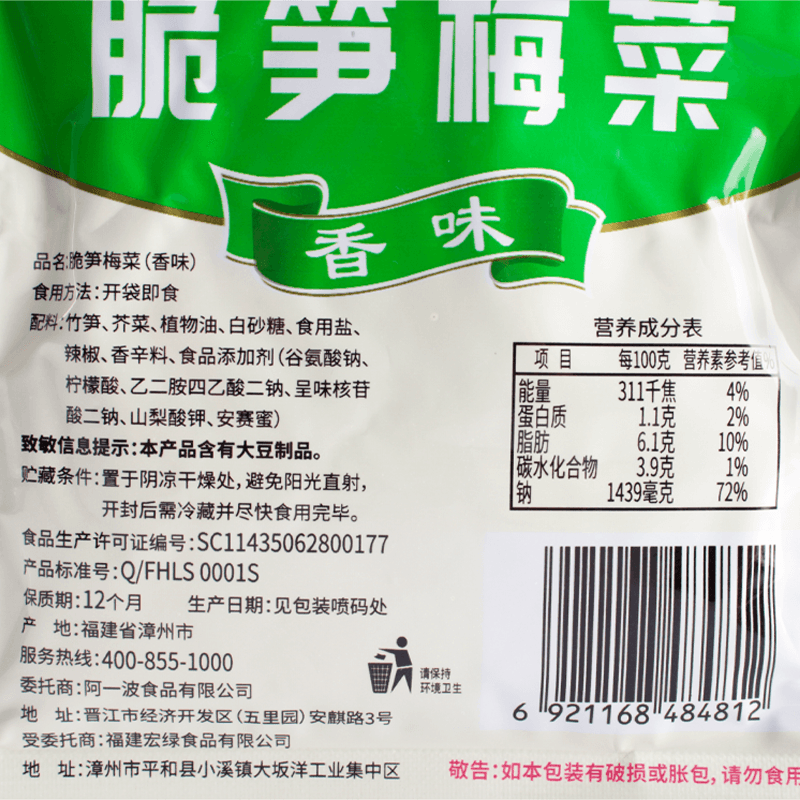 脆笋梅菜
香味
品名:脆笋梅菜(香味)
食用方法:开袋即食
配料:竹笋、芥菜、植物油、白砂糖、食用盐、
辣椒、香辛料、食品添加剂(谷氨酸钠、
柠檬酸、乙二胺四乙酸二钠、呈味核苷
酸二钠、山梨酸钾、安赛蜜)
致敏信息提示:本产品含有大豆制品。
贮藏条件:置于阴凉干燥处,避免阳光直射,
开封后需冷藏并尽快食用完毕。
食品生产许可证编号:SC11435062800177
产品标准号:Q/FHLS 0001S
保质期:12个月 生产日期:见包装喷码处
产 地:福建省漳州市
服务热线:400-855-1000
委托商:阿一波食品有限公司
地 址:晋江市经济开发区(五里园)安麒路3号
受委托商:福建宏绿食品有限公司
地 址:漳州市平和县小溪镇大坂洋工业集中区
营养成分表
项 目 每100克 营养素参考值%
能量 311千焦 4%
蛋白质 1.1克 2%
脂肪 6.1克 10%
碳水化合物 3.9克 1%
钠 1439毫克 72%
请保持
环境卫生
6 921168 484812
敬告:如本包装有破损或胀包,请勿食用